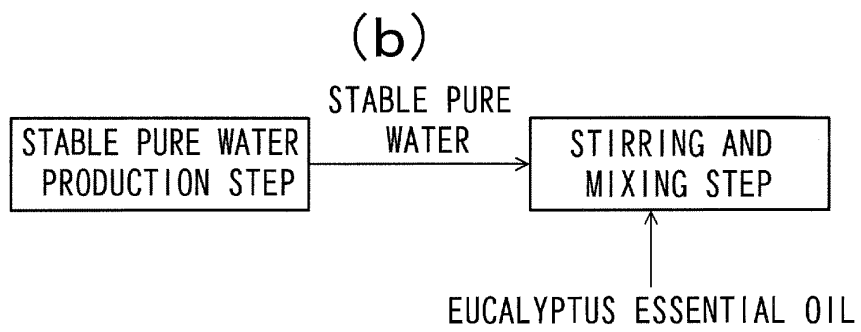 (b)
STABLE PURE WATER
PRODUCTION STEP
STABLE PURE
WATER
STIRRING AND
MIXING STEP
EUCALYPTUS ESSENTIAL OIL